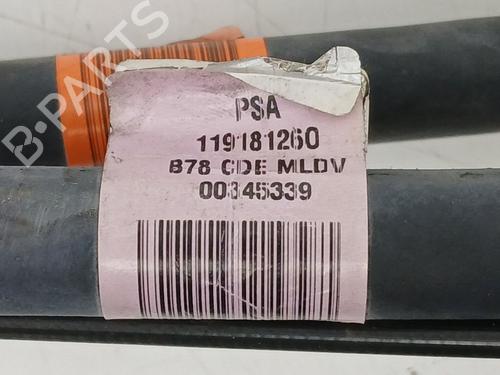 PSA
119181260
B78 CDE MLDV
00345339
B-PARTS